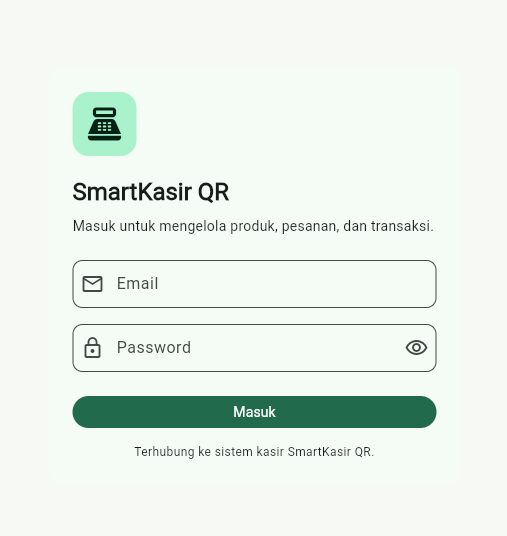 SmartKasir QR
Masuk untuk mengelola produk, pesanan, dan transaksi.
Email
Password
Masuk
Terhubung ke sistem kasir SmartKasir QR.